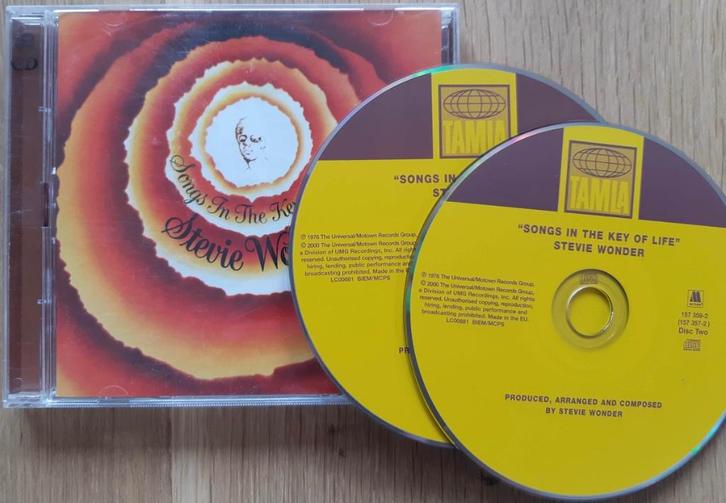 CD
Songs In The Key
Stevie Wo
TAMLA
"SONGS IN
ST
℗ 1976 The Universal/Motown Records Group.
© 2000 The Universal/Motown Records Group,
a Division of UMG Recordings, Inc. All rights
reserved. Unauthorised copying, reproduction,
hiring, lending, public performance and
broadcasting prohibited. Made in the
LC00881 BIEM/MCPS
PR
TAMLA
"SONGS IN THE KEY OF LIFE"
STEVIE WONDER
℗ 1976 The Universal/Motown Records Group.
© 2000 The Universal/Motown Records Group,
a Division of UMG Recordings, Inc. All rights
reserved. Unauthorised copying, reproduction,
hiring, lending, public performance and
broadcasting prohibited. Made in the EU.
LC00881 BIEM/MCPS
157 359-2
(157 357-2)
Disc Two
PRODUCED, ARRANGED AND COMPOSED
BY STEVIE WONDER